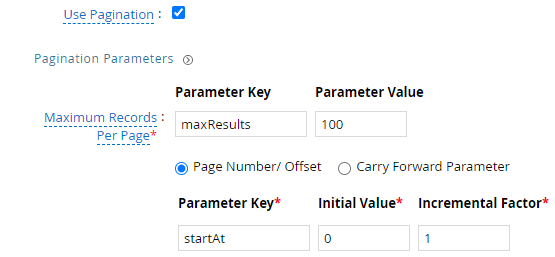 Use Pagination :
Pagination Parameters
Parameter Key Parameter Value
Maximum Records : maxResults 100
Per Page*
Page Number/ Offset Carry Forward Parameter
Parameter Key* Initial Value* Incremental Factor*
startAt 0 1